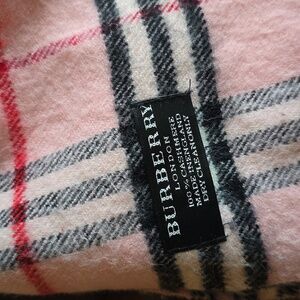 BURBERRY
LONDON
100% CASHMERE
MADE IN ENGLAND
DRY CLEAN ONLY